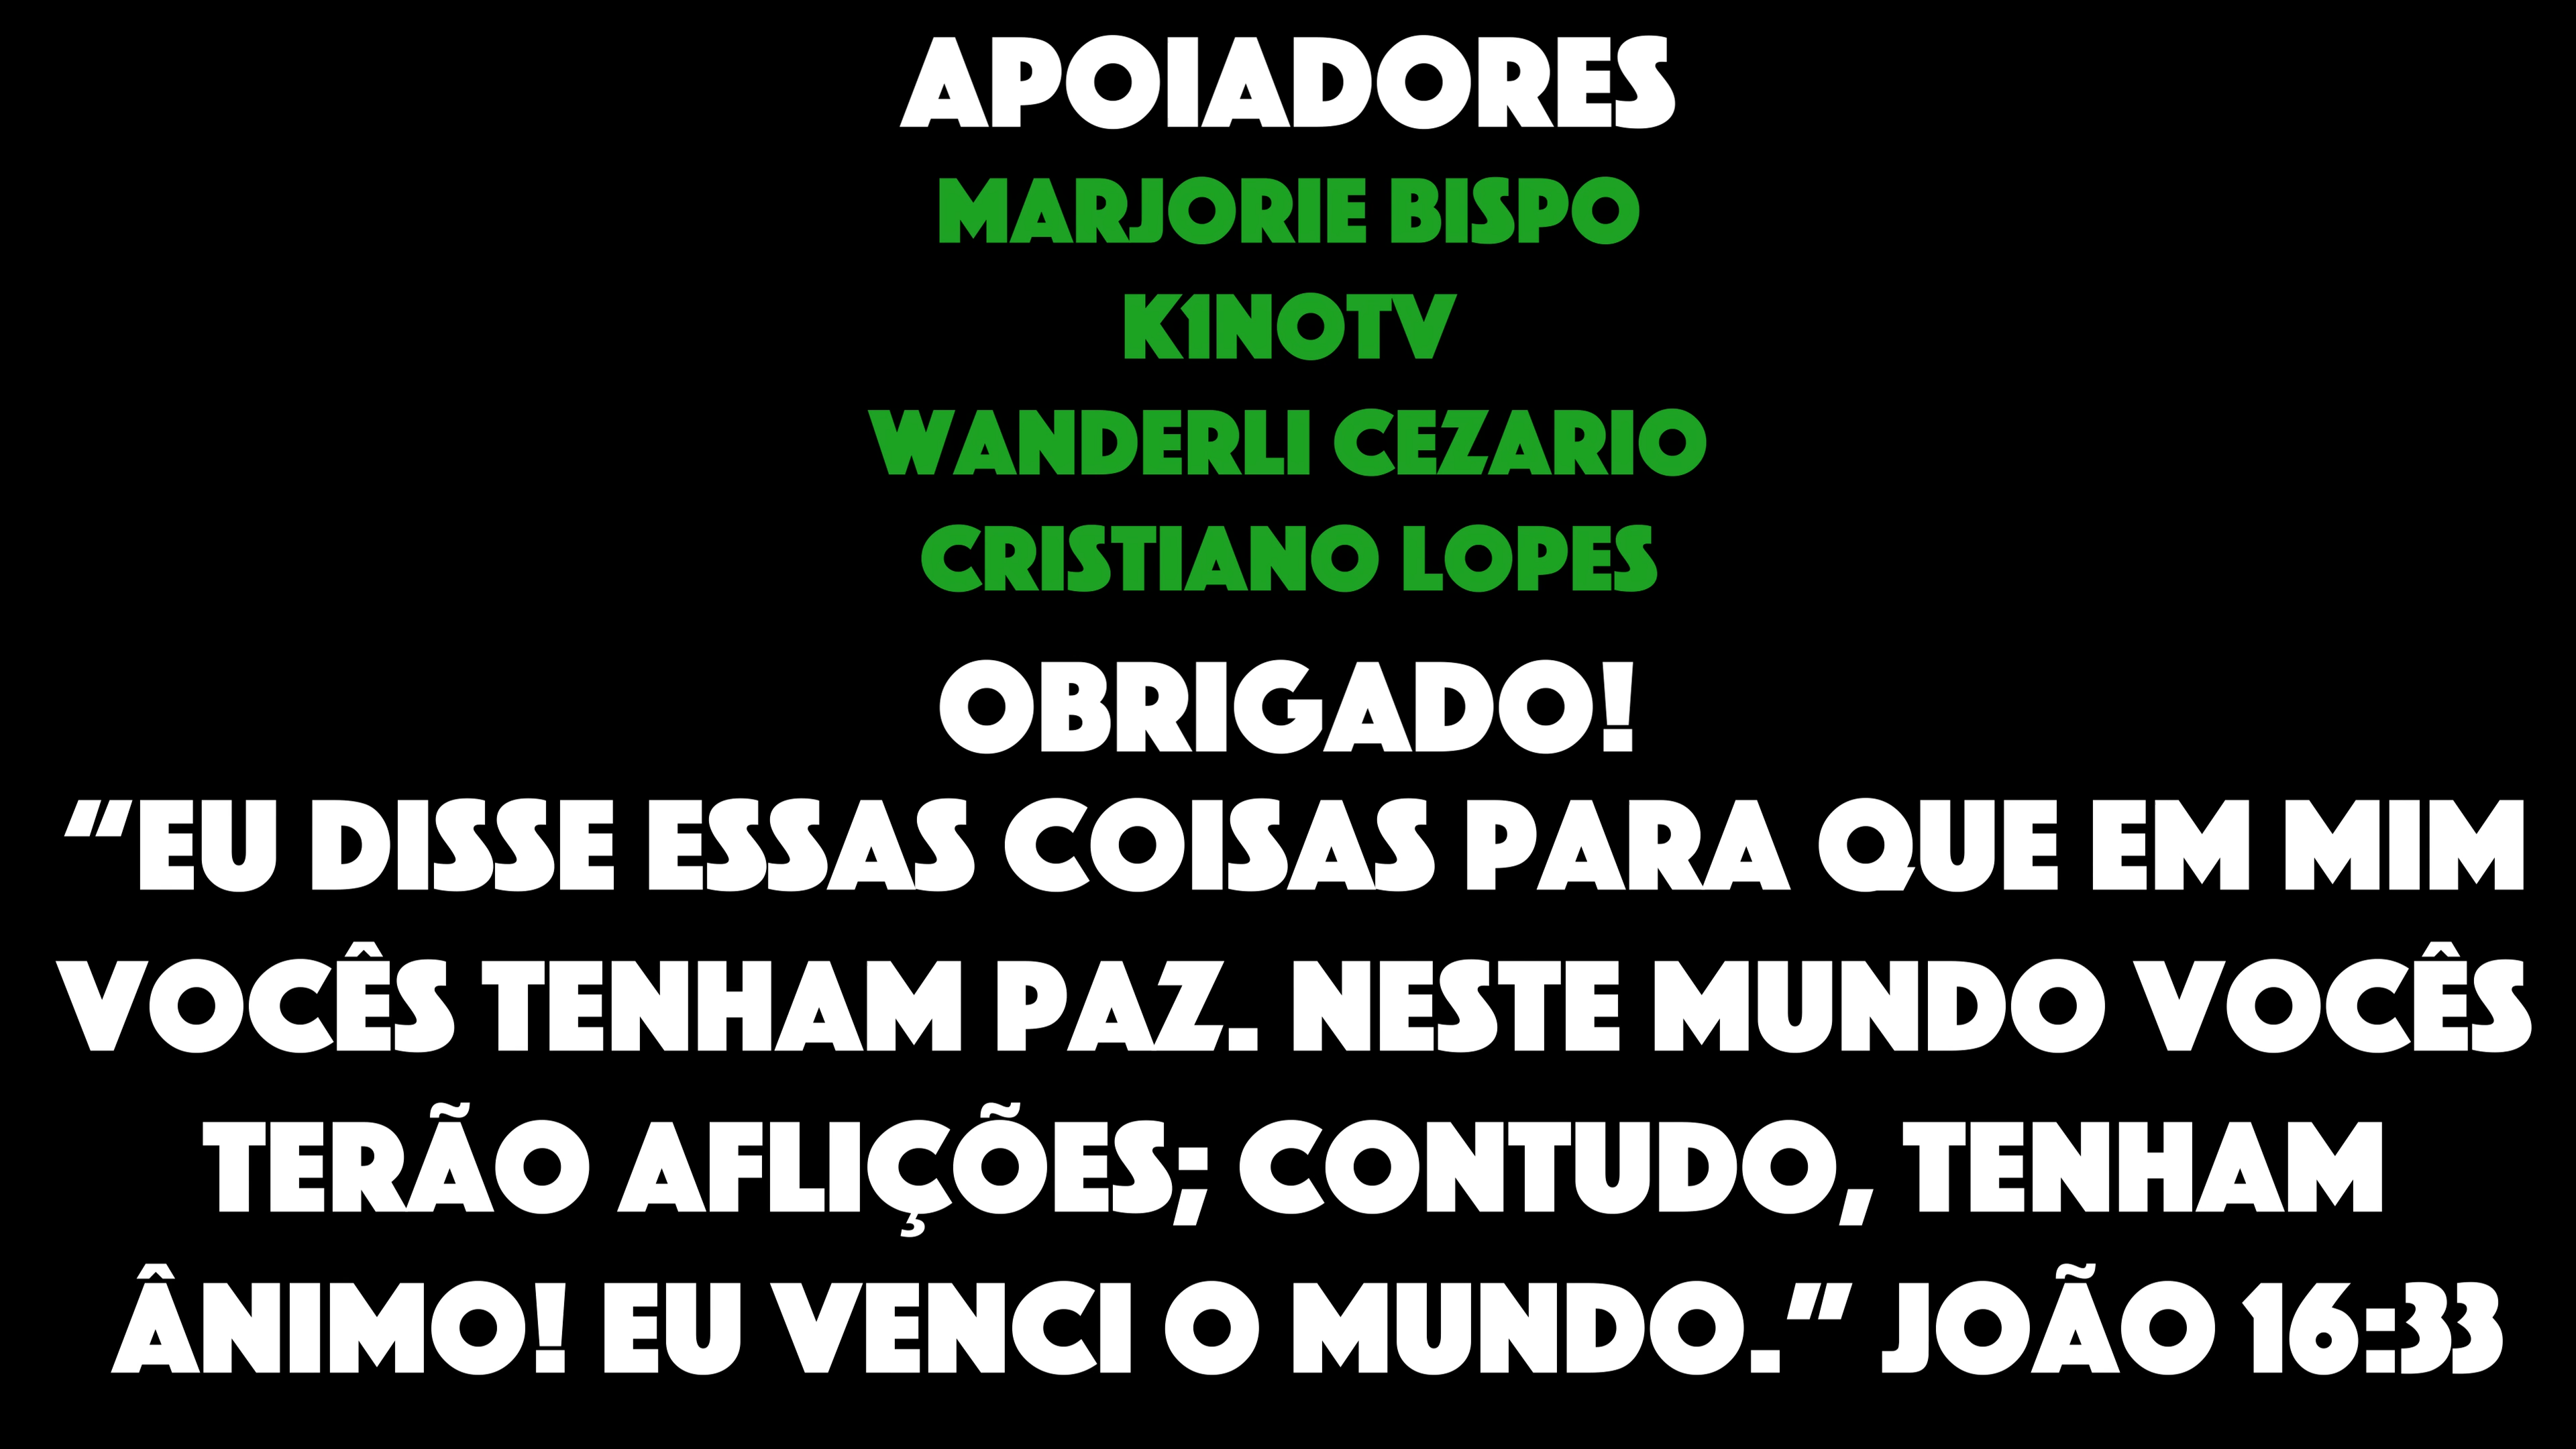 APOIADORES
MARJORIE BISPO
K1NOTV
WANDERLI CEZARIO
CRISTIANO LOPES
OBRIGADO!
"EU DISSE ESSAS COISAS PARA QUE EM MIM
VOCÊS TENHAM PAZ. NESTE MUNDO VOCÊS
TERÃO AFLIÇÕES; CONTUDO, TENHAM
ÂNIMO! EU VENCI O MUNDO." JOÃO 16:33